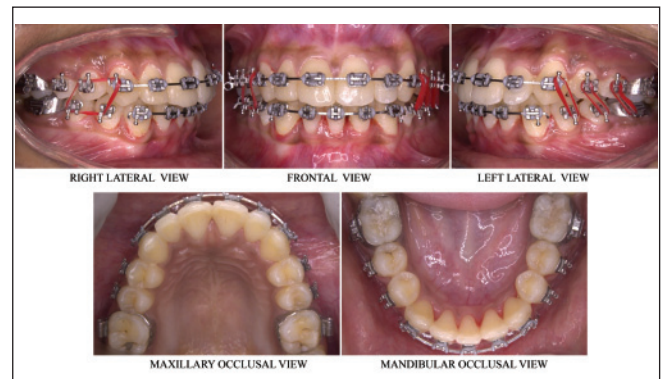 RIGHT LATERAL VIEW
FRONTAL VIEW
LEFT LATERAL VIEW
MAXILLARY OCCLUSAL VIEW
MANDIBULAR OCCLUSAL VIEW